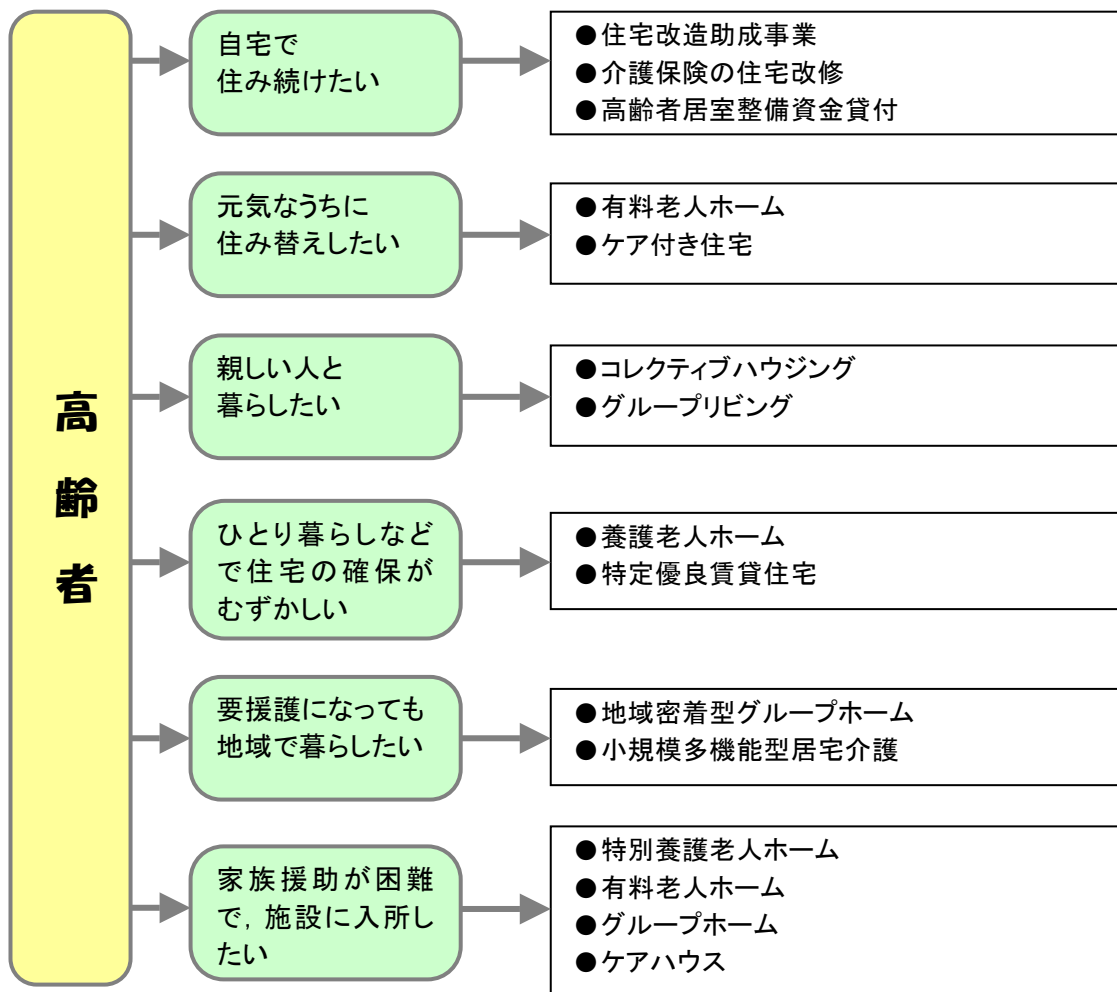 高齢者
自宅で
住み続けたい
●住宅改造助成事業
●介護保険の住宅改修
●高齢者居室整備資金貸付
元気なうちに
住み替えしたい
●有料老人ホーム
●ケア付き住宅
親しい人と
暮らしたい
●コレクティブハウジング
●グループリビング
ひとり暮らしなど
で住宅の確保が
むずかしい
●養護老人ホーム
●特定優良賃貸住宅
要援護になっても
地域で暮らしたい
●地域密着型グループホーム
●小規模多機能型居宅介護
家族援助が困難
で，施設に入所し
たい
●特別養護老人ホーム
●有料老人ホーム
●グループホーム
●ケアハウス